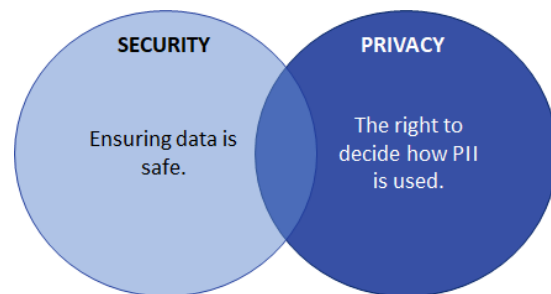 SECURITY
PRIVACY
Ensuring data is
safe.
The right to
decide how PII
is used.